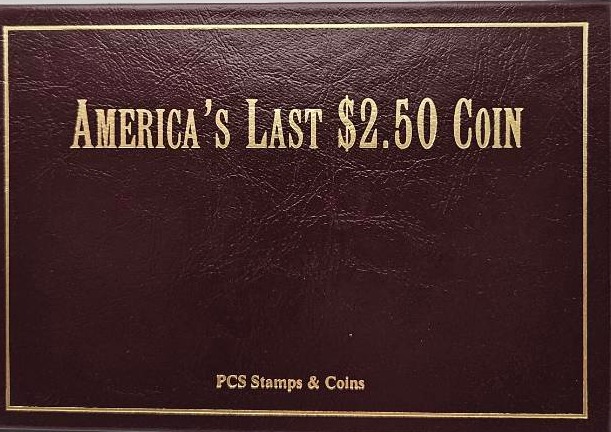 America's Last $2.50 Coin
PCS Stamps & Coins